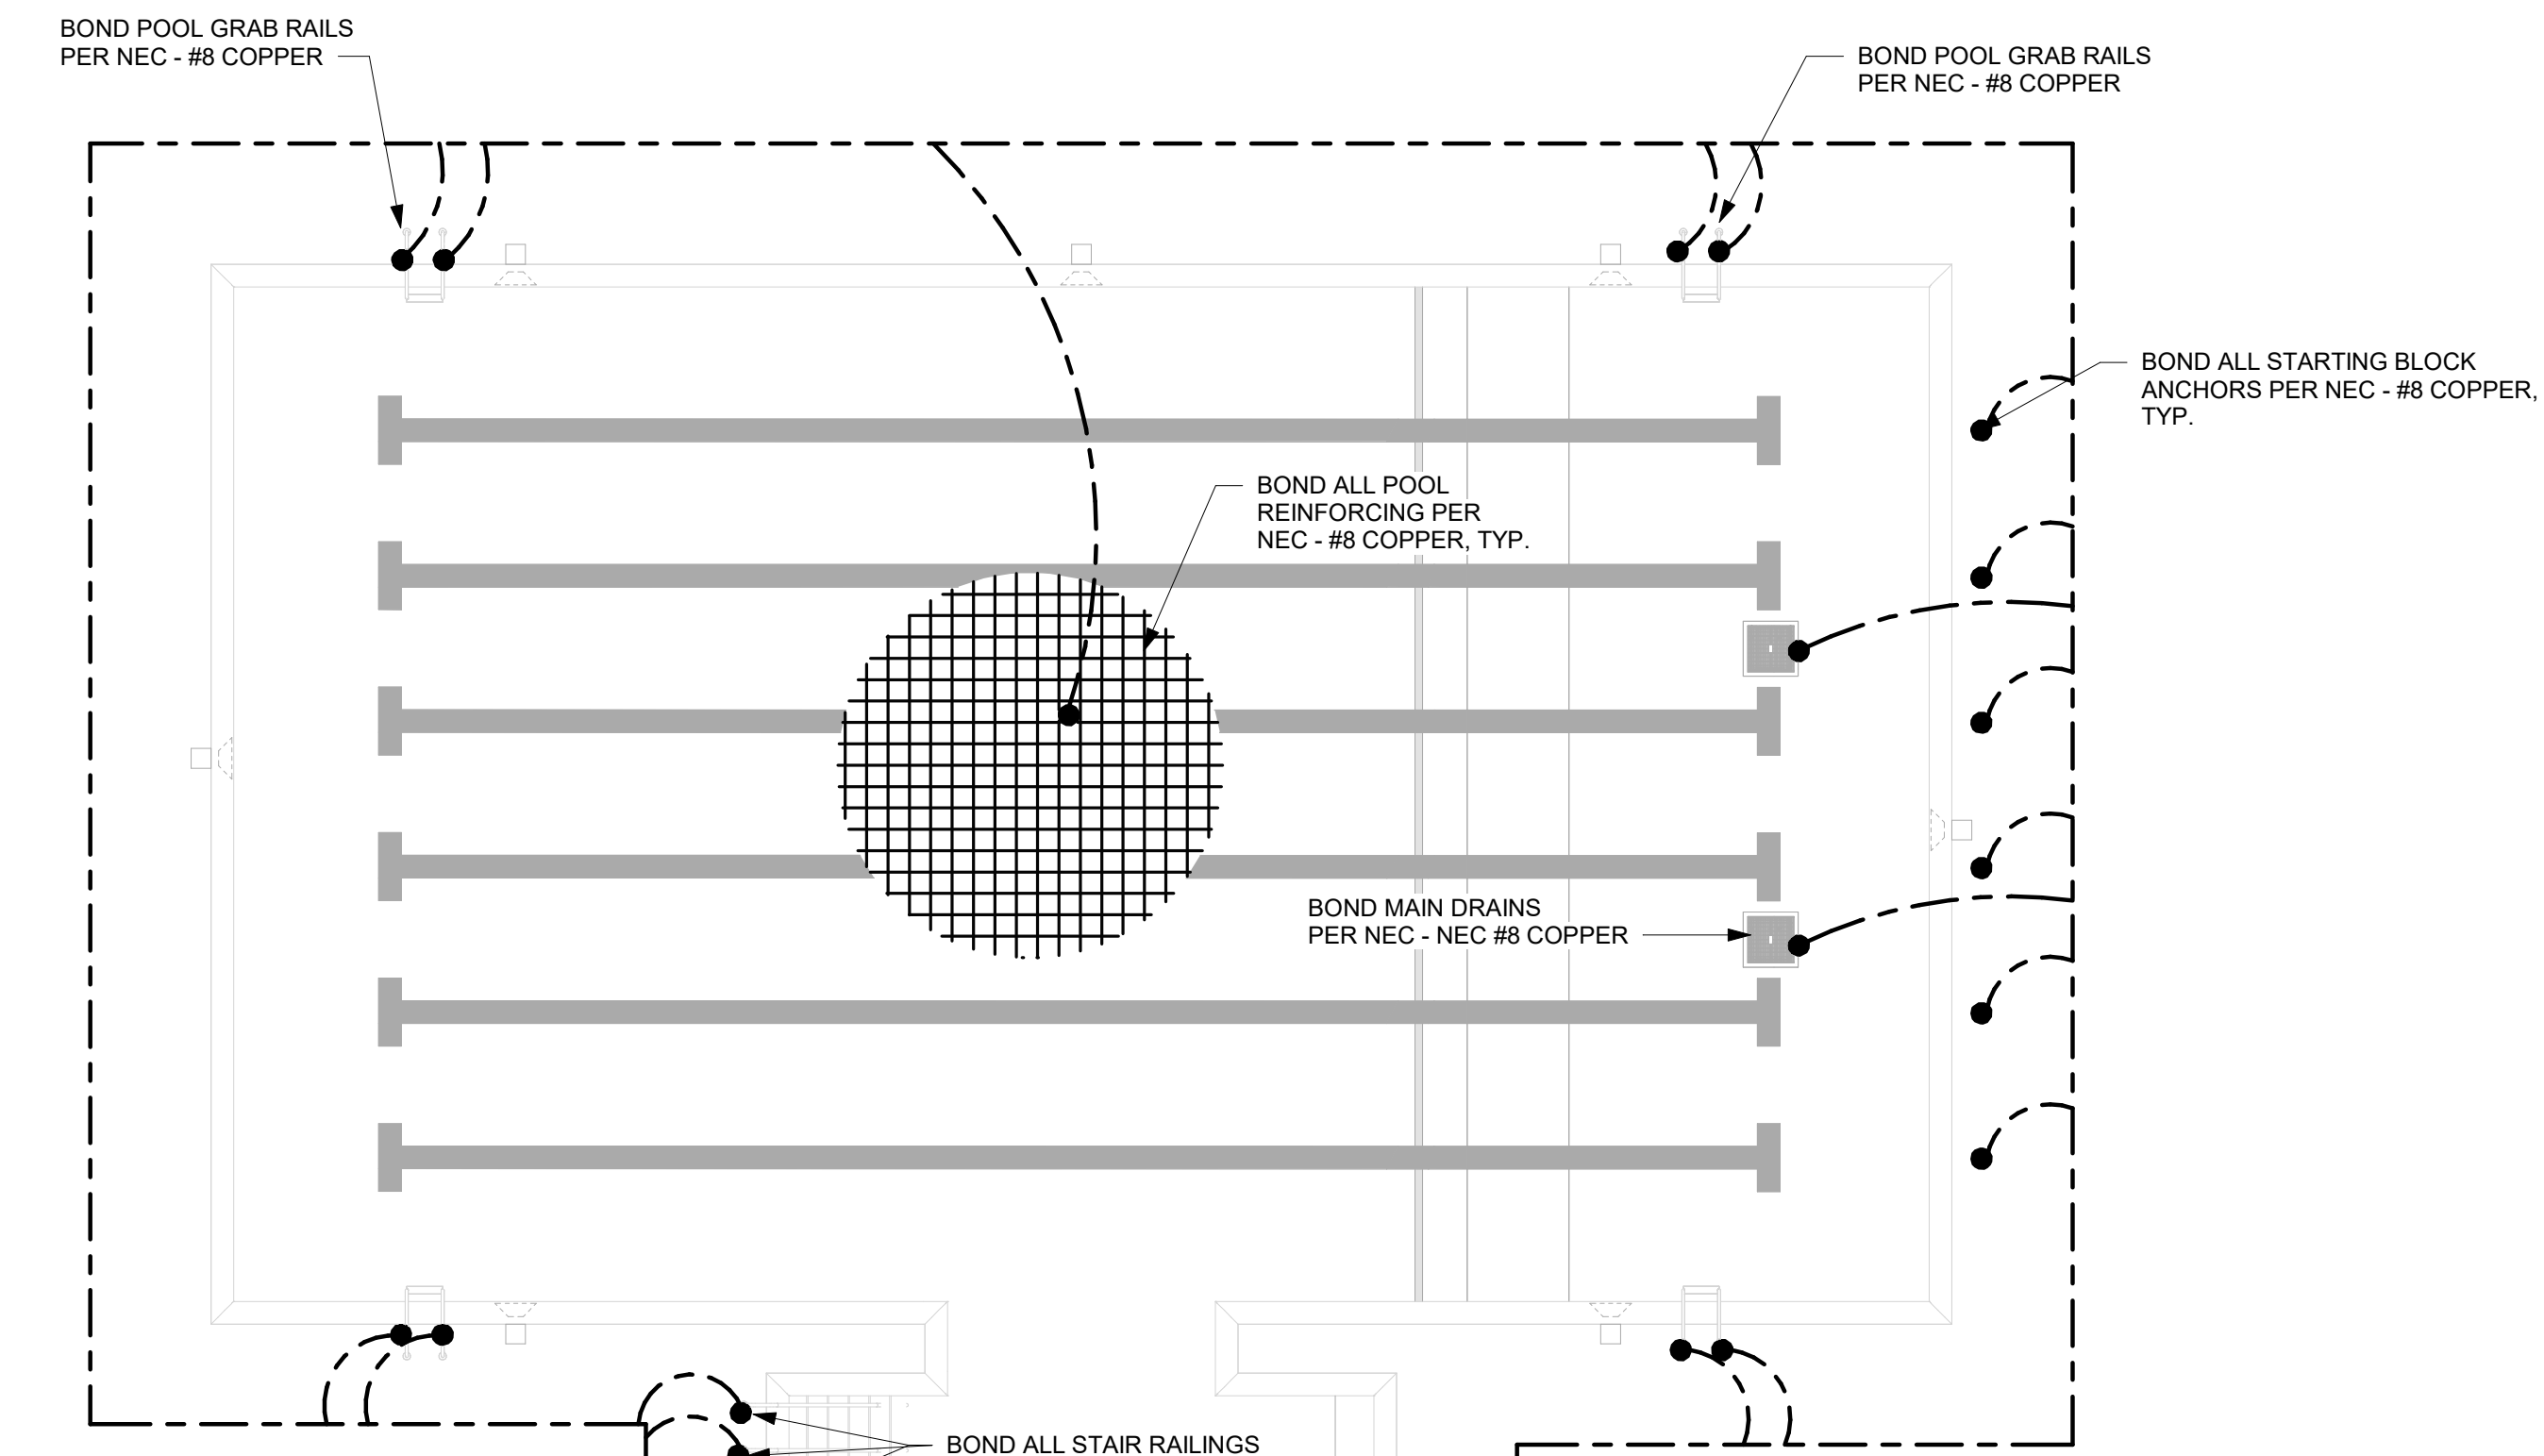 BOND POOL GRAB RAILS
PER NEC - #8 COPPER
BOND POOL GRAB RAILS
PER NEC - #8 COPPER
BOND ALL STARTING BLOCK
ANCHORS PER NEC - #8 COPPER,
TYP.
BOND ALL POOL
REINFORCING PER
NEC - #8 COPPER, TYP.
BOND MAIN DRAINS
PER NEC - NEC #8 COPPER
BOND ALL STAIR RAILINGS